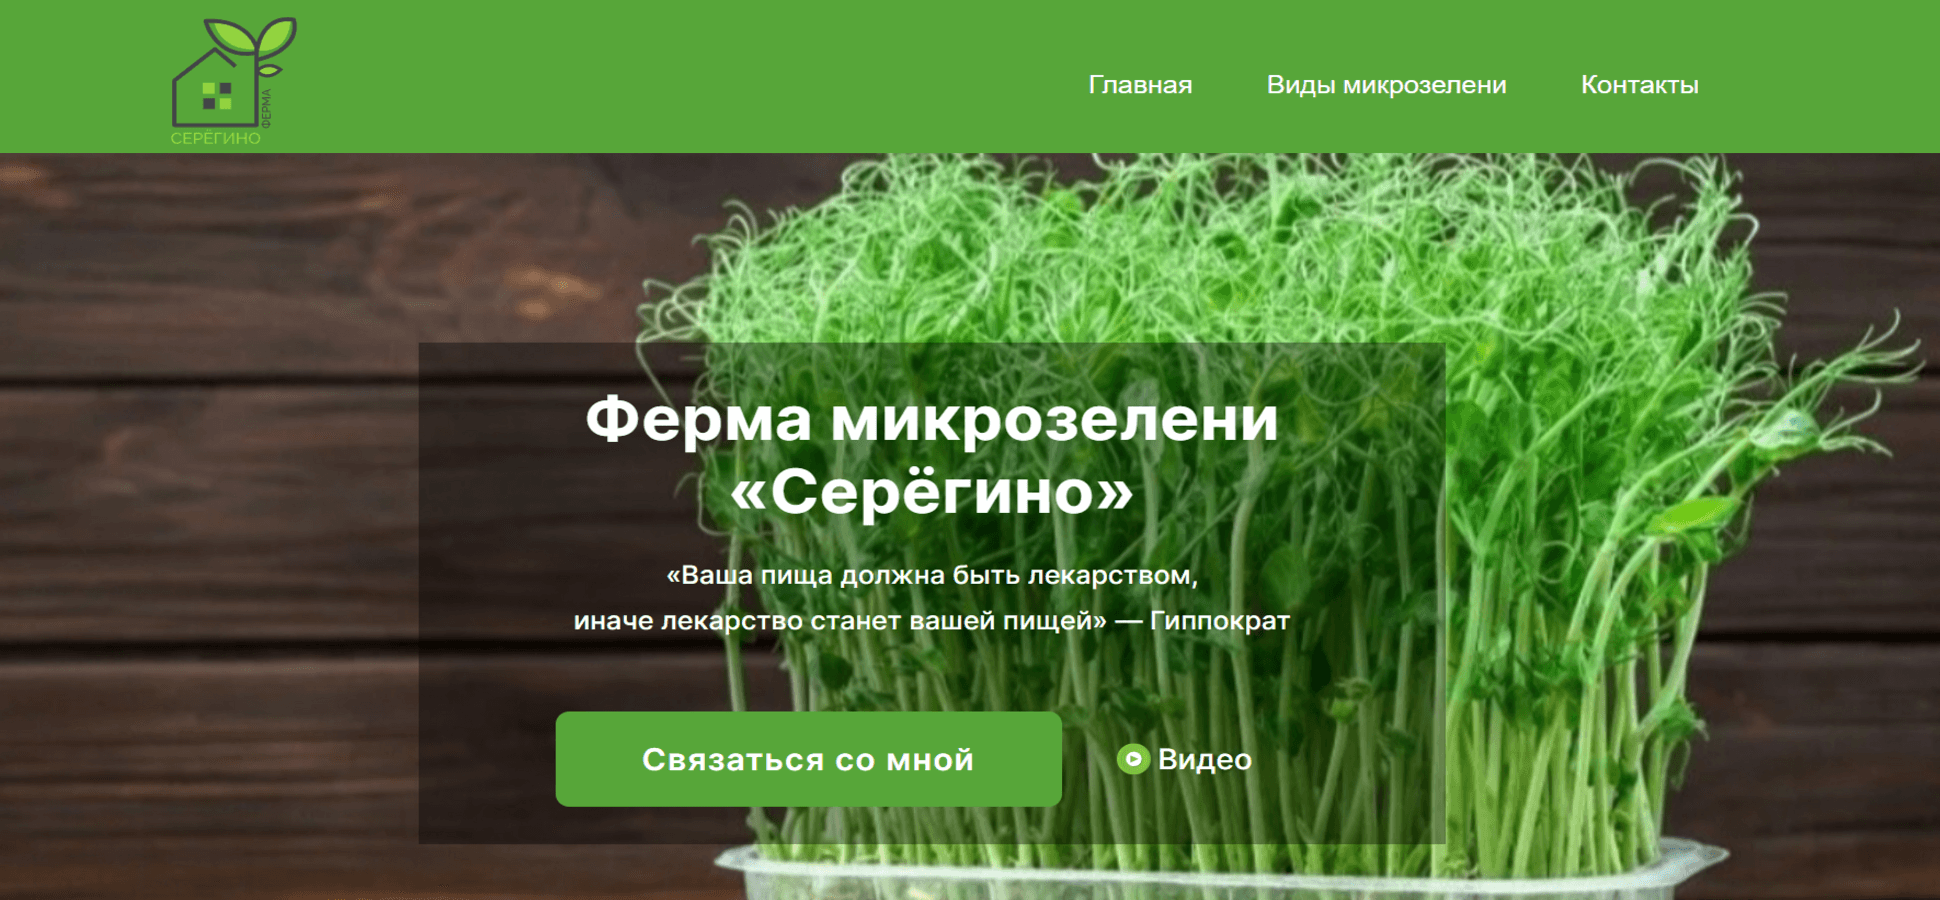 СЕРЁГИНО
ФЕРМА
Главная
Виды микрозелени
Контакты
Ферма микрозелени
«Серёгино»
«Ваша пища должна быть лекарством,
иначе лекарство станет вашей пищей» — Гиппократ
Связаться со мной
Видео